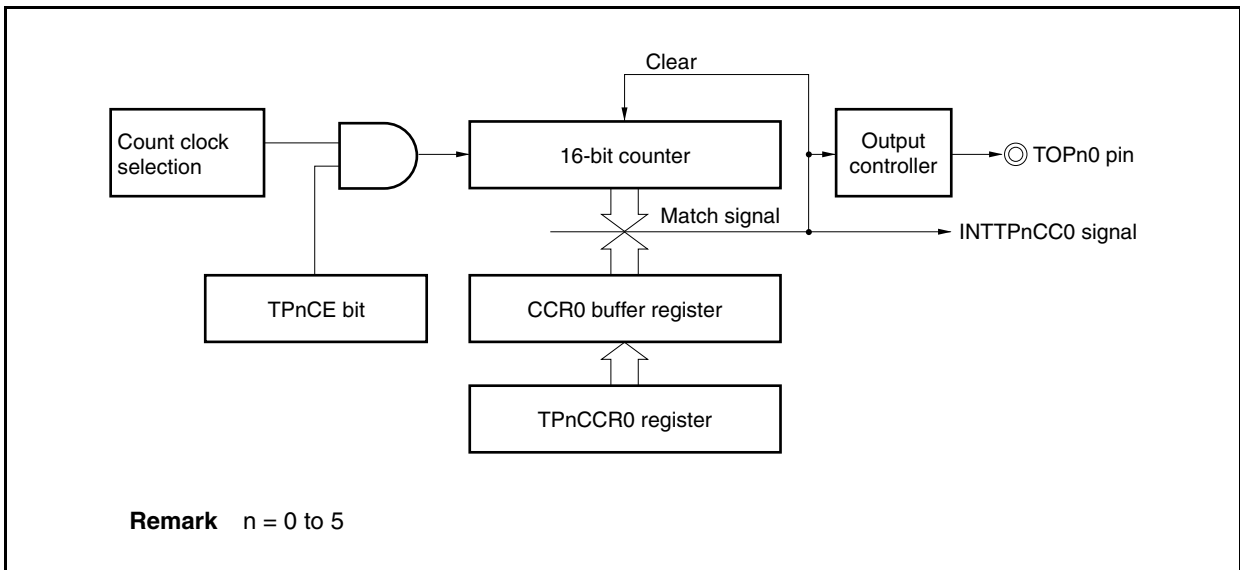 Clear
Count clock
selection
16-bit counter
Output
controller
TOPn0 pin
Match signal
INTTPnCC0 signal
TPnCE bit
CCR0 buffer register
TPnCCR0 register
Remark n = 0 to 5